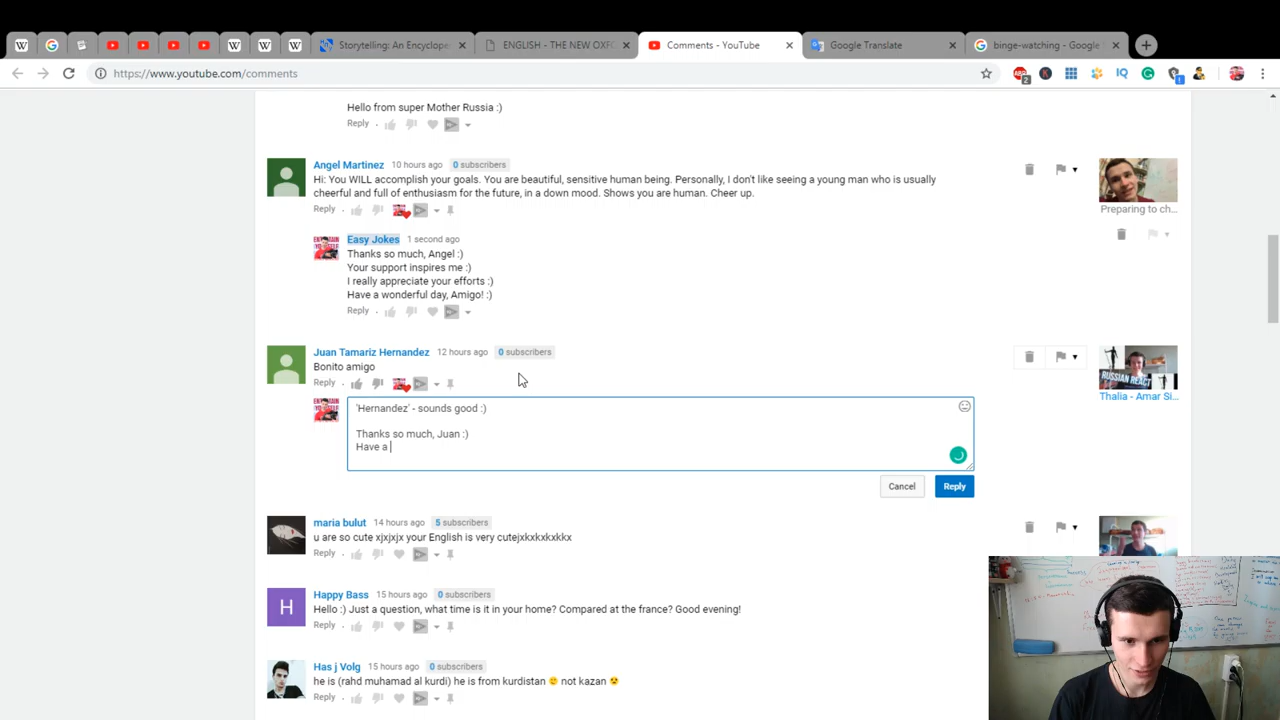 Storytelling: An Encyclope
ENGLISH - THE NEW OXFO
Comments - YouTube
Google Translate
binge-watching - Google
https://www.youtube.com/comments
Hello from super Mother Russia :)
Reply
Angel Martinez 10 hours ago 0 subscribers
Hi: You WILL accomplish your goals. You are beautiful, sensitive human being. Personally, I don't like seeing a young man who is usually
cheerful and full of enthusiasm for the future, in a down mood. Shows you are human. Cheer up.
Preparing to ch...
Reply
Easy Jokes 1 second ago
Thanks so much, Angel :)
Your support inspires me :)
I really appreciate your efforts :)
Have a wonderful day, Amigo! :)
Reply
Juan Tamariz Hernandez 12 hours ago 0 subscribers
Bonito amigo
RUSSIAN REACT
Thalia - Amar Si...
Reply
'Hernandez' - sounds good :)
Thanks so much, Juan :)
Have a
Cancel Reply
maria bulut 14 hours ago 5 subscribers
u are so cute xjxjxjx your English is very cutejxkxkxkxkkx
Reply
Happy Bass 15 hours ago 0 subscribers
H
Hello :) Just a question, what time is it in your home? Compared at the france? Good evening!
Reply
Has j Volg 15 hours ago 0 subscribers
he is (rahd muhamad al kurdi) he is from kurdistan 🙂 not kazan 😒
Reply